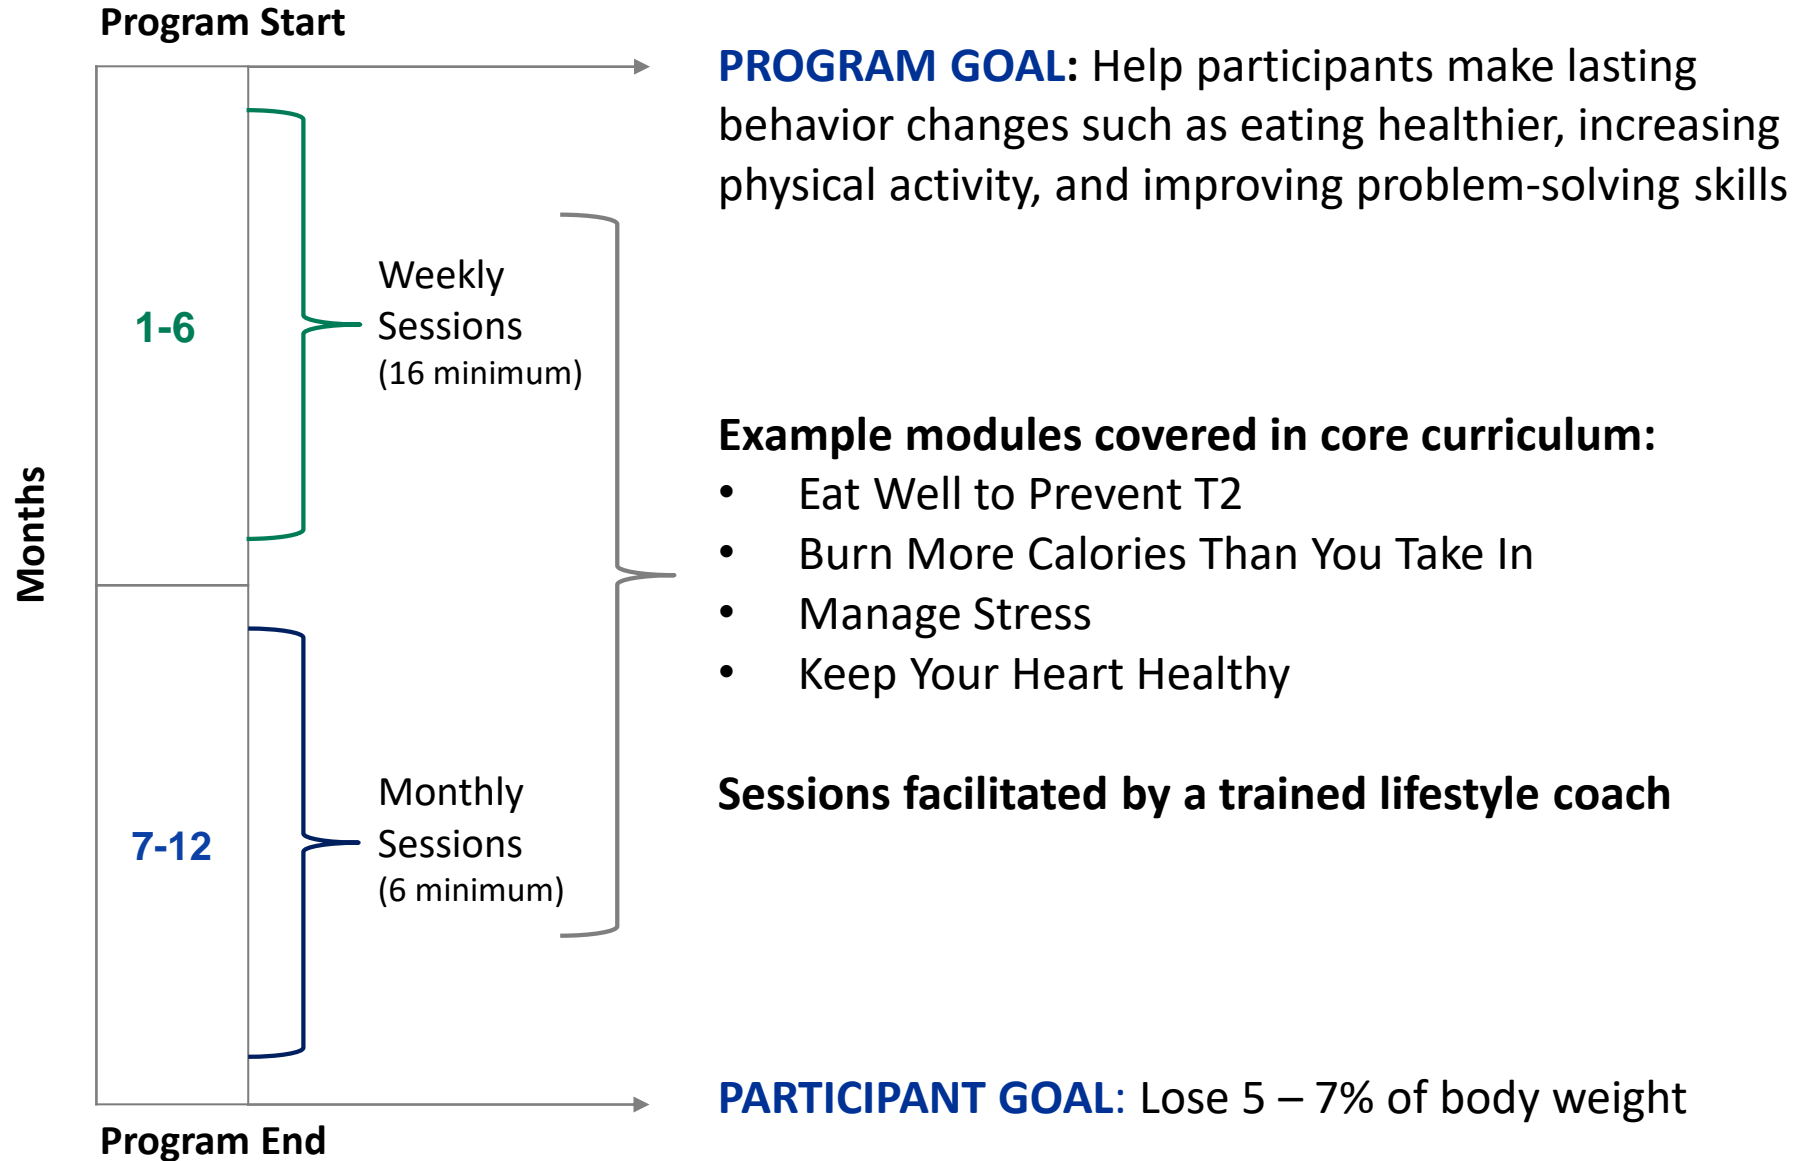 Program Start
PROGRAM GOAL: Help participants make lasting
behavior changes such as eating healthier, increasing
physical activity, and improving problem-solving skills
Months
1-6
Weekly
Sessions
(16 minimum)
7-12
Monthly
Sessions
(6 minimum)
Example modules covered in core curriculum:
• Eat Well to Prevent T2
• Burn More Calories Than You Take In
• Manage Stress
• Keep Your Heart Healthy
Sessions facilitated by a trained lifestyle coach
PARTICIPANT GOAL: Lose 5 – 7% of body weight
Program End